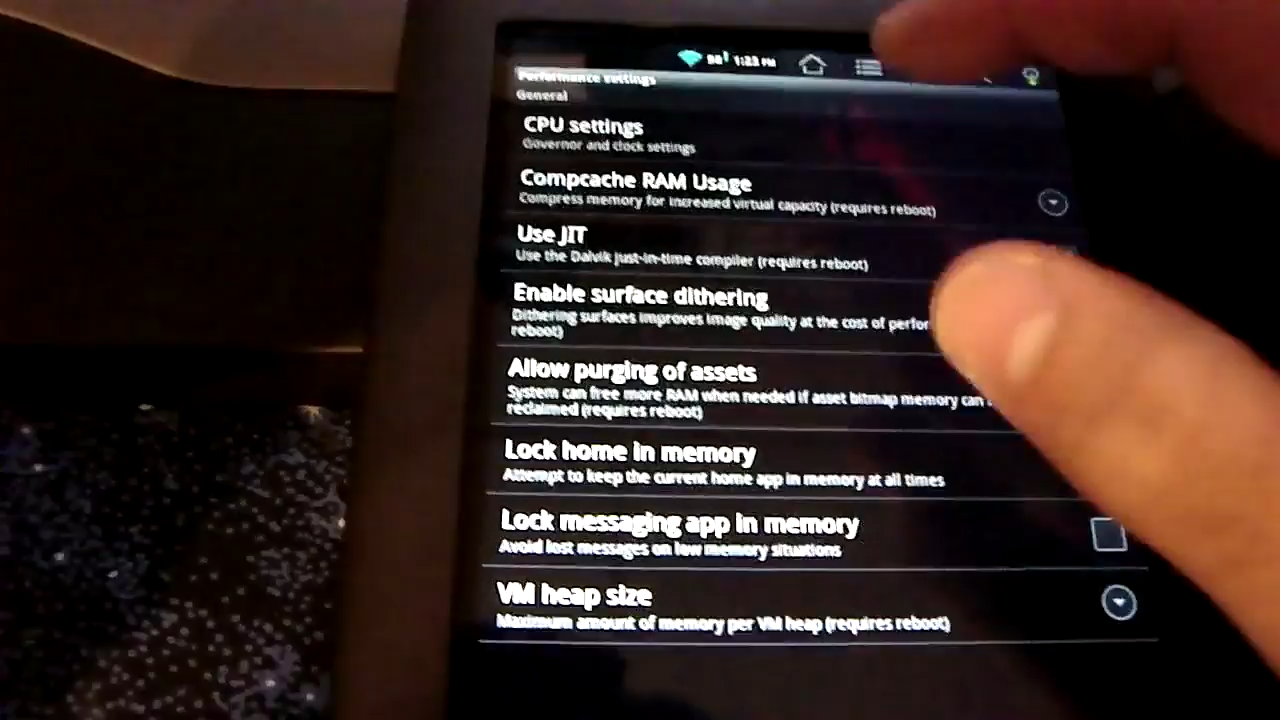 1:23 PM
Performance settings
General
CPU settings
Governor and clock settings
Compcache RAM Usage
Compress memory for increased virtual capacity (requires reboot)
Use JIT
Use the Dalvik just-in-time compiler (requires reboot)
Enable surface dithering
Dithering surfaces improves image quality at the cost of perfor
reboot)
Allow purging of assets
System can free more RAM when needed if asset bitmap memory can
reclaimed (requires reboot)
Lock home in memory
Attempt to keep the current home app in memory at all times
Lock messaging app in memory
Avoid lost messages on low memory situations
VM heap size
Maximum amount of memory per VM heap (requires reboot)